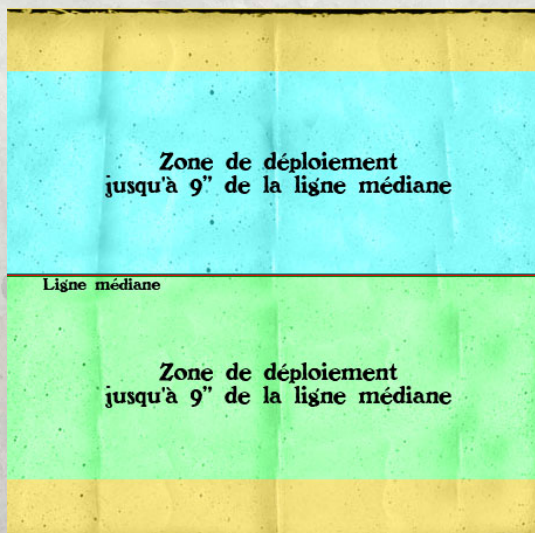 Zone de déploiement
jusqu'à 9" de la ligne médiane
Ligne médiane
Zone de déploiement
jusqu'à 9" de la ligne médiane